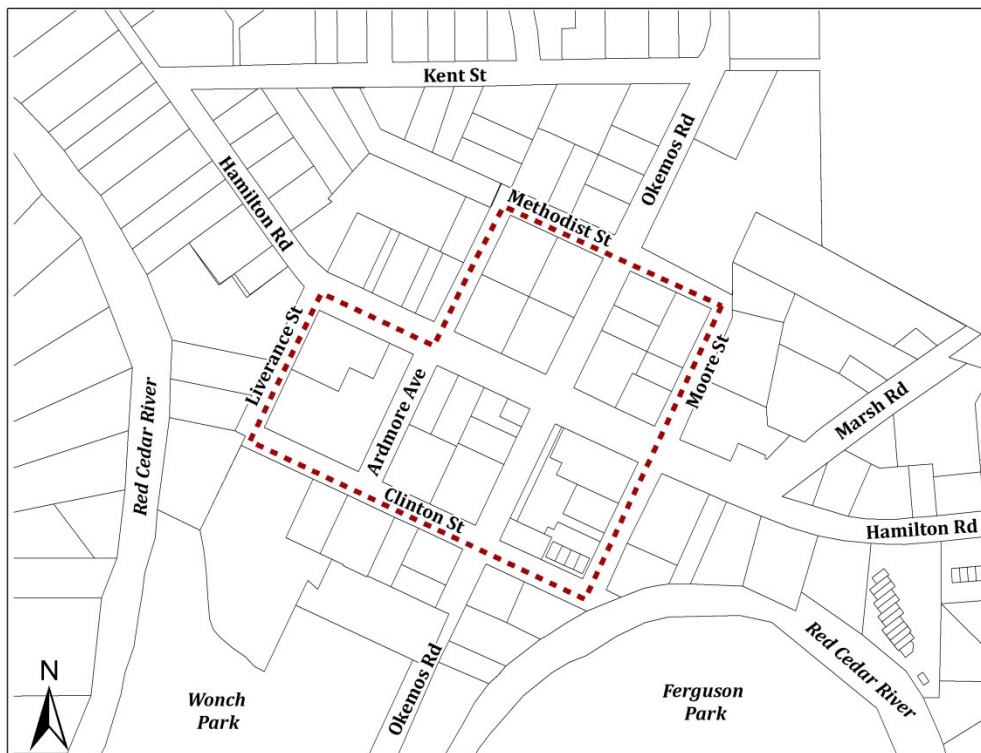 Kent St
Okemos Rd
Hamilton Rd
Methodist St
Liverance St
Moore St
Ardmore Ave
Marsh Rd
Red Cedar River
Clinton St
Hamilton Rd
N
Wonch
Park
Okemos Rd
Ferguson
Park
Red Cedar River